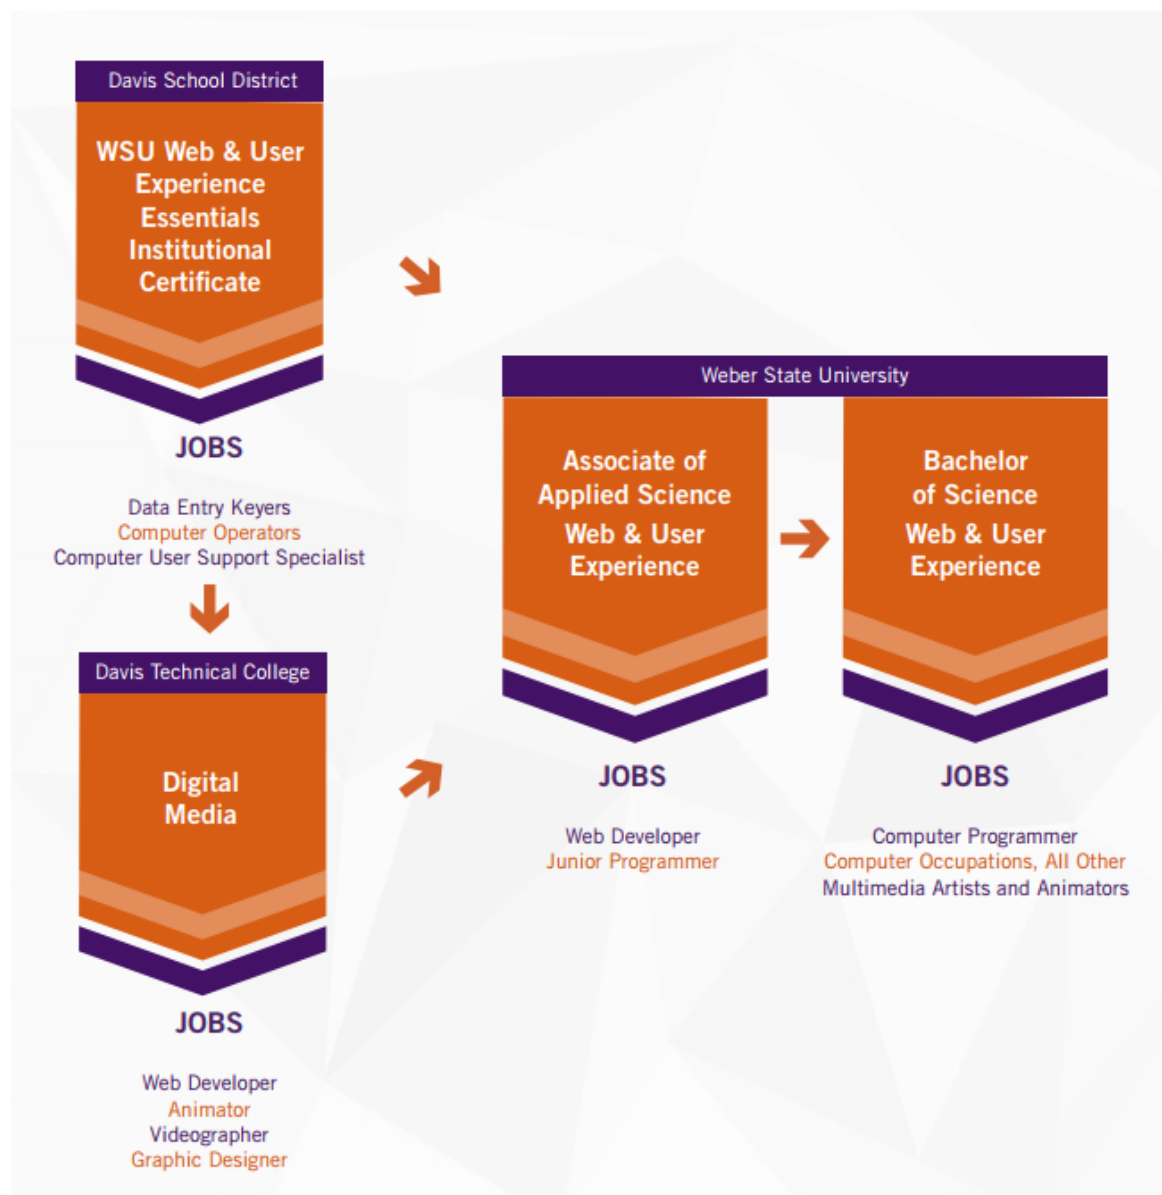 Davis School District
WSU Web & User
Experience
Essentials
Institutional
Certificate
JOBS
Data Entry Keyers
Computer Operators
Computer User Support Specialist
Davis Technical College
Digital
Media
JOBS
Web Developer
Animator
Videographer
Graphic Designer
Weber State University
Associate of
Applied Science
Web & User
Experience
JOBS
Web Developer
Junior Programmer
Bachelor
of Science
Web & User
Experience
JOBS
Computer Programmer
Computer Occupations, All Other
Multimedia Artists and Animators